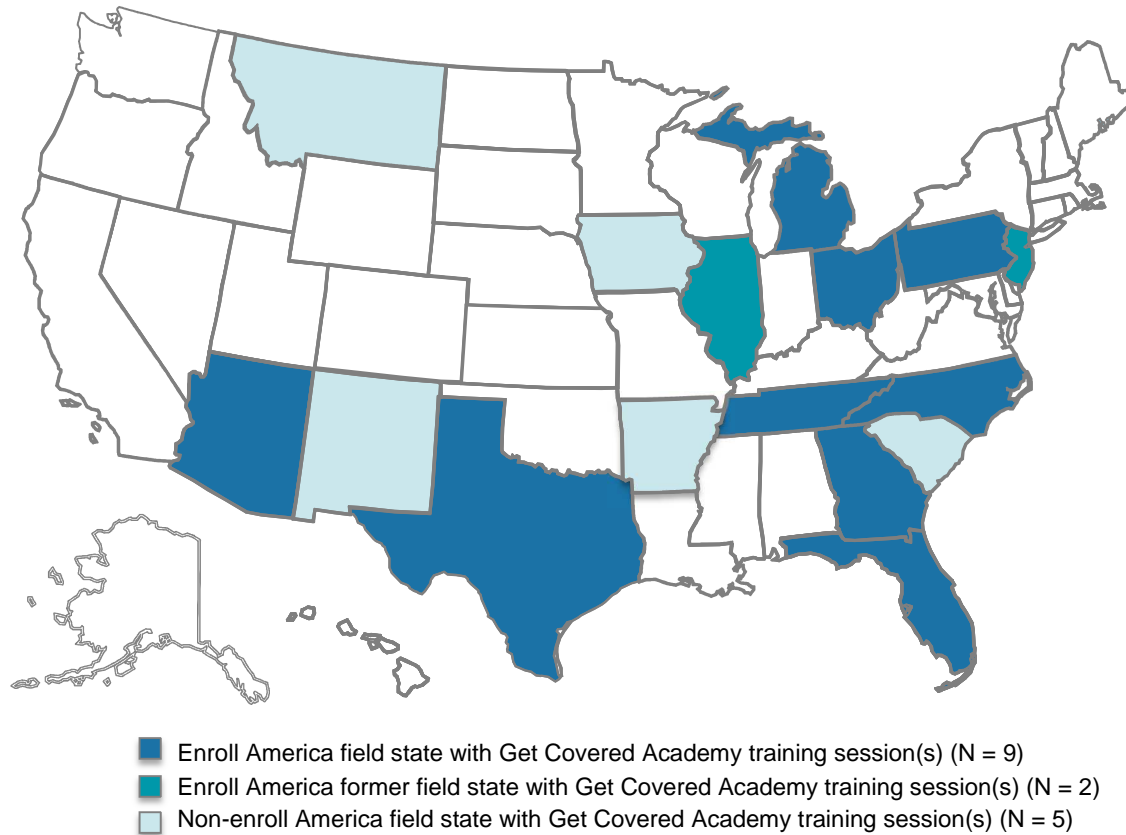 Enroll America field state with Get Covered Academy training session(s) (N = 9)
Enroll America former field state with Get Covered Academy training session(s) (N = 2)
Non-enroll America field state with Get Covered Academy training session(s) (N = 5)